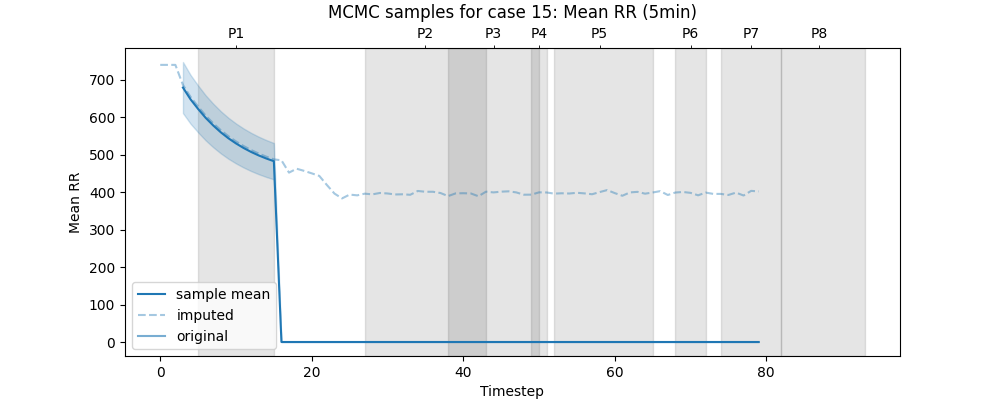 MCMC samples for case 15: Mean RR (5min)
P1 P2 P3 P4 P5 P6 P7 P8
Mean RR
700
600
500
400
300
200
100
0
sample mean
imputed
original
0 20 40 60 80
Timestep